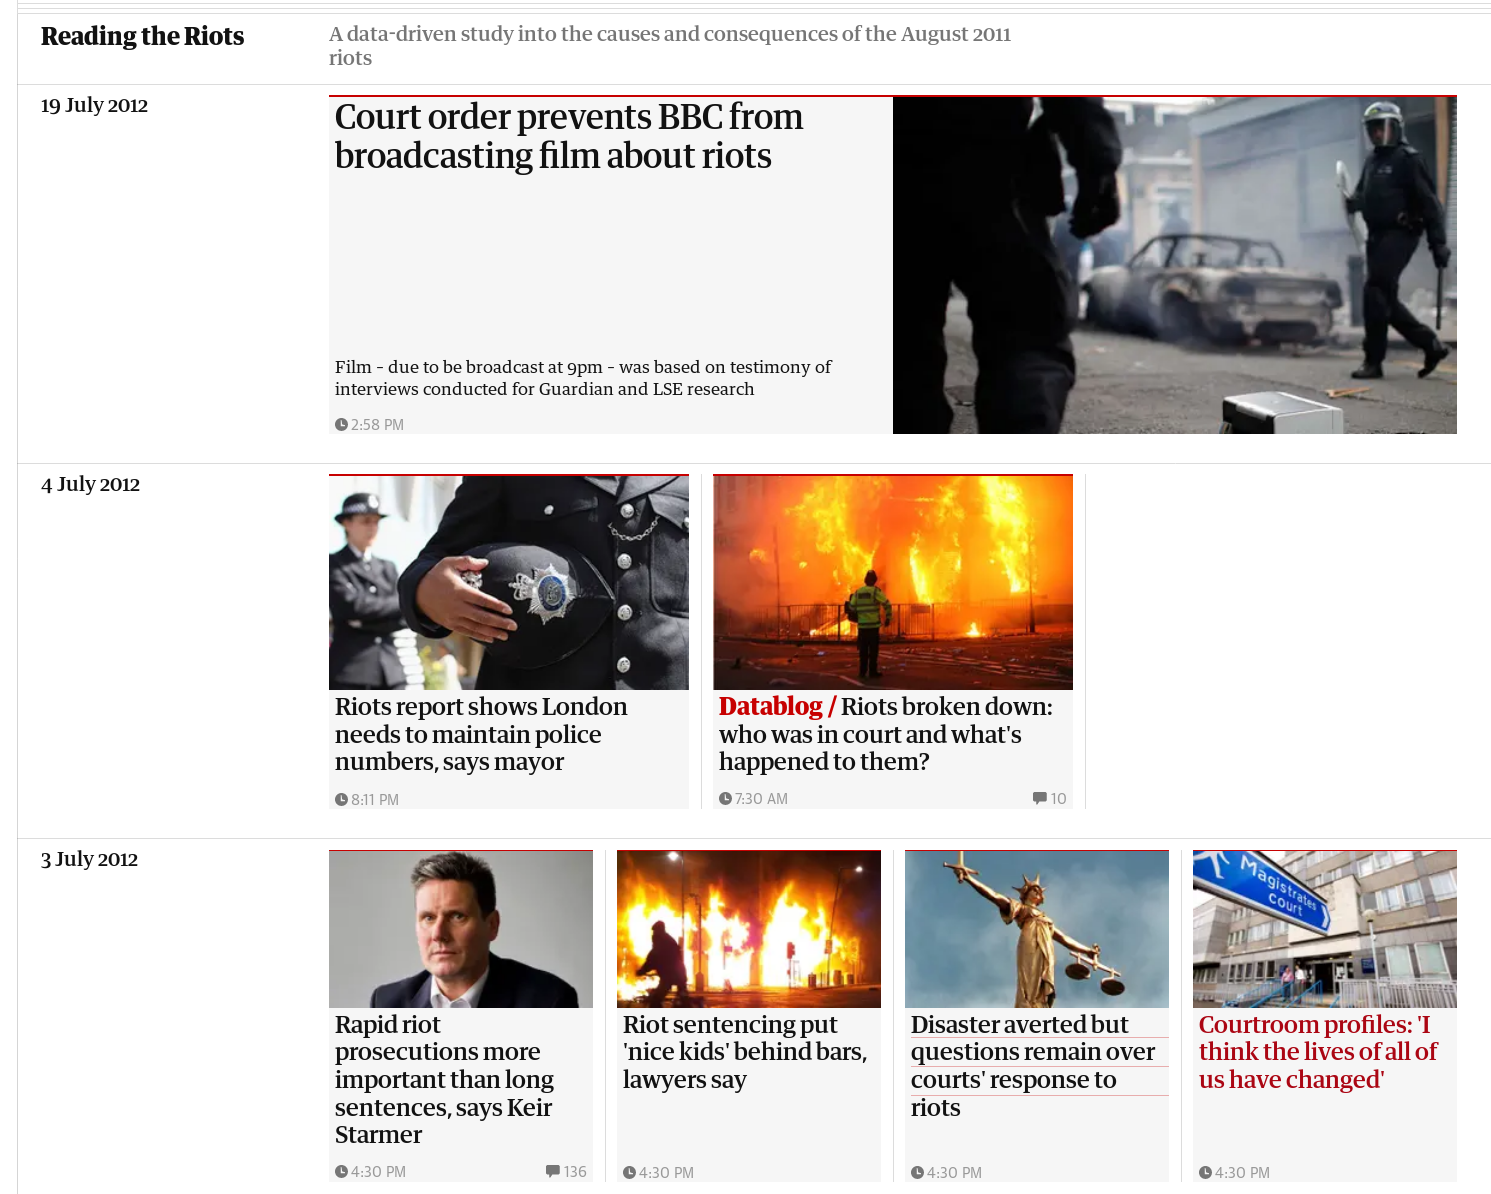 Reading the Riots
A data-driven study into the causes and consequences of the August 2011
riots
19 July 2012
Court order prevents BBC from
broadcasting film about riots
Film – due to be broadcast at 9pm – was based on testimony of
interviews conducted for Guardian and LSE research
2:58 PM
4 July 2012
Riots report shows London
needs to maintain police
numbers, says mayor
8:11 PM
Datablog / Riots broken down:
who was in court and what's
happened to them?
7:30 AM
10
3 July 2012
Rapid riot
prosecutions more
important than long
sentences, says Keir
Starmer
4:30 PM
136
Riot sentencing put
'nice kids' behind bars,
lawyers say
4:30 PM
Disaster averted but
questions remain over
courts' response to
riots
4:30 PM
Magistrates
court
Courtroom profiles: 'I
think the lives of all of
us have changed'
4:30 PM